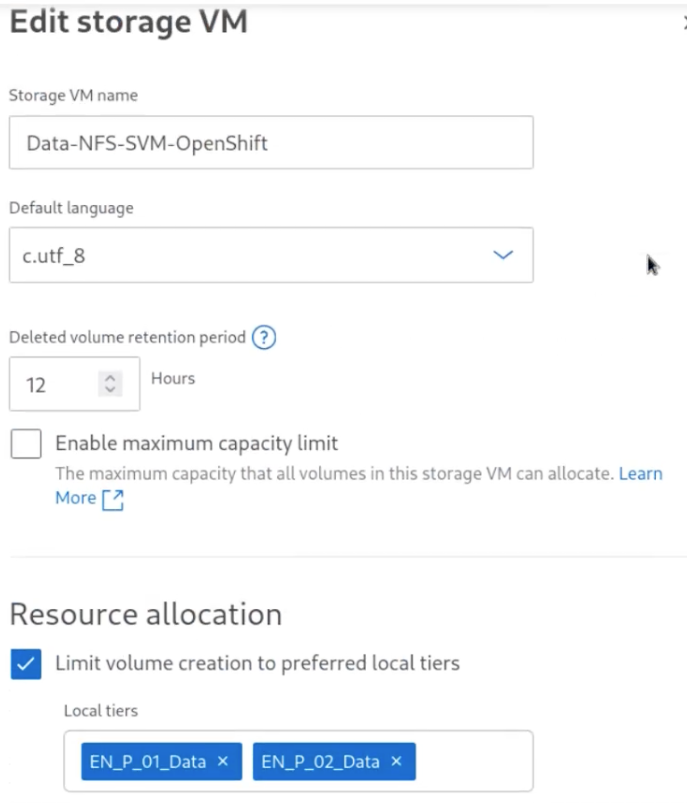 Edit storage VM
Storage VM name
Data-NFS-SVM-OpenShift
Default language
c.utf_8
Deleted volume retention period ?
12 Hours
Enable maximum capacity limit
The maximum capacity that all volumes in this storage VM can allocate. Learn
More
Resource allocation
Limit volume creation to preferred local tiers
Local tiers
EN_P_01_Data × EN_P_02_Data ×